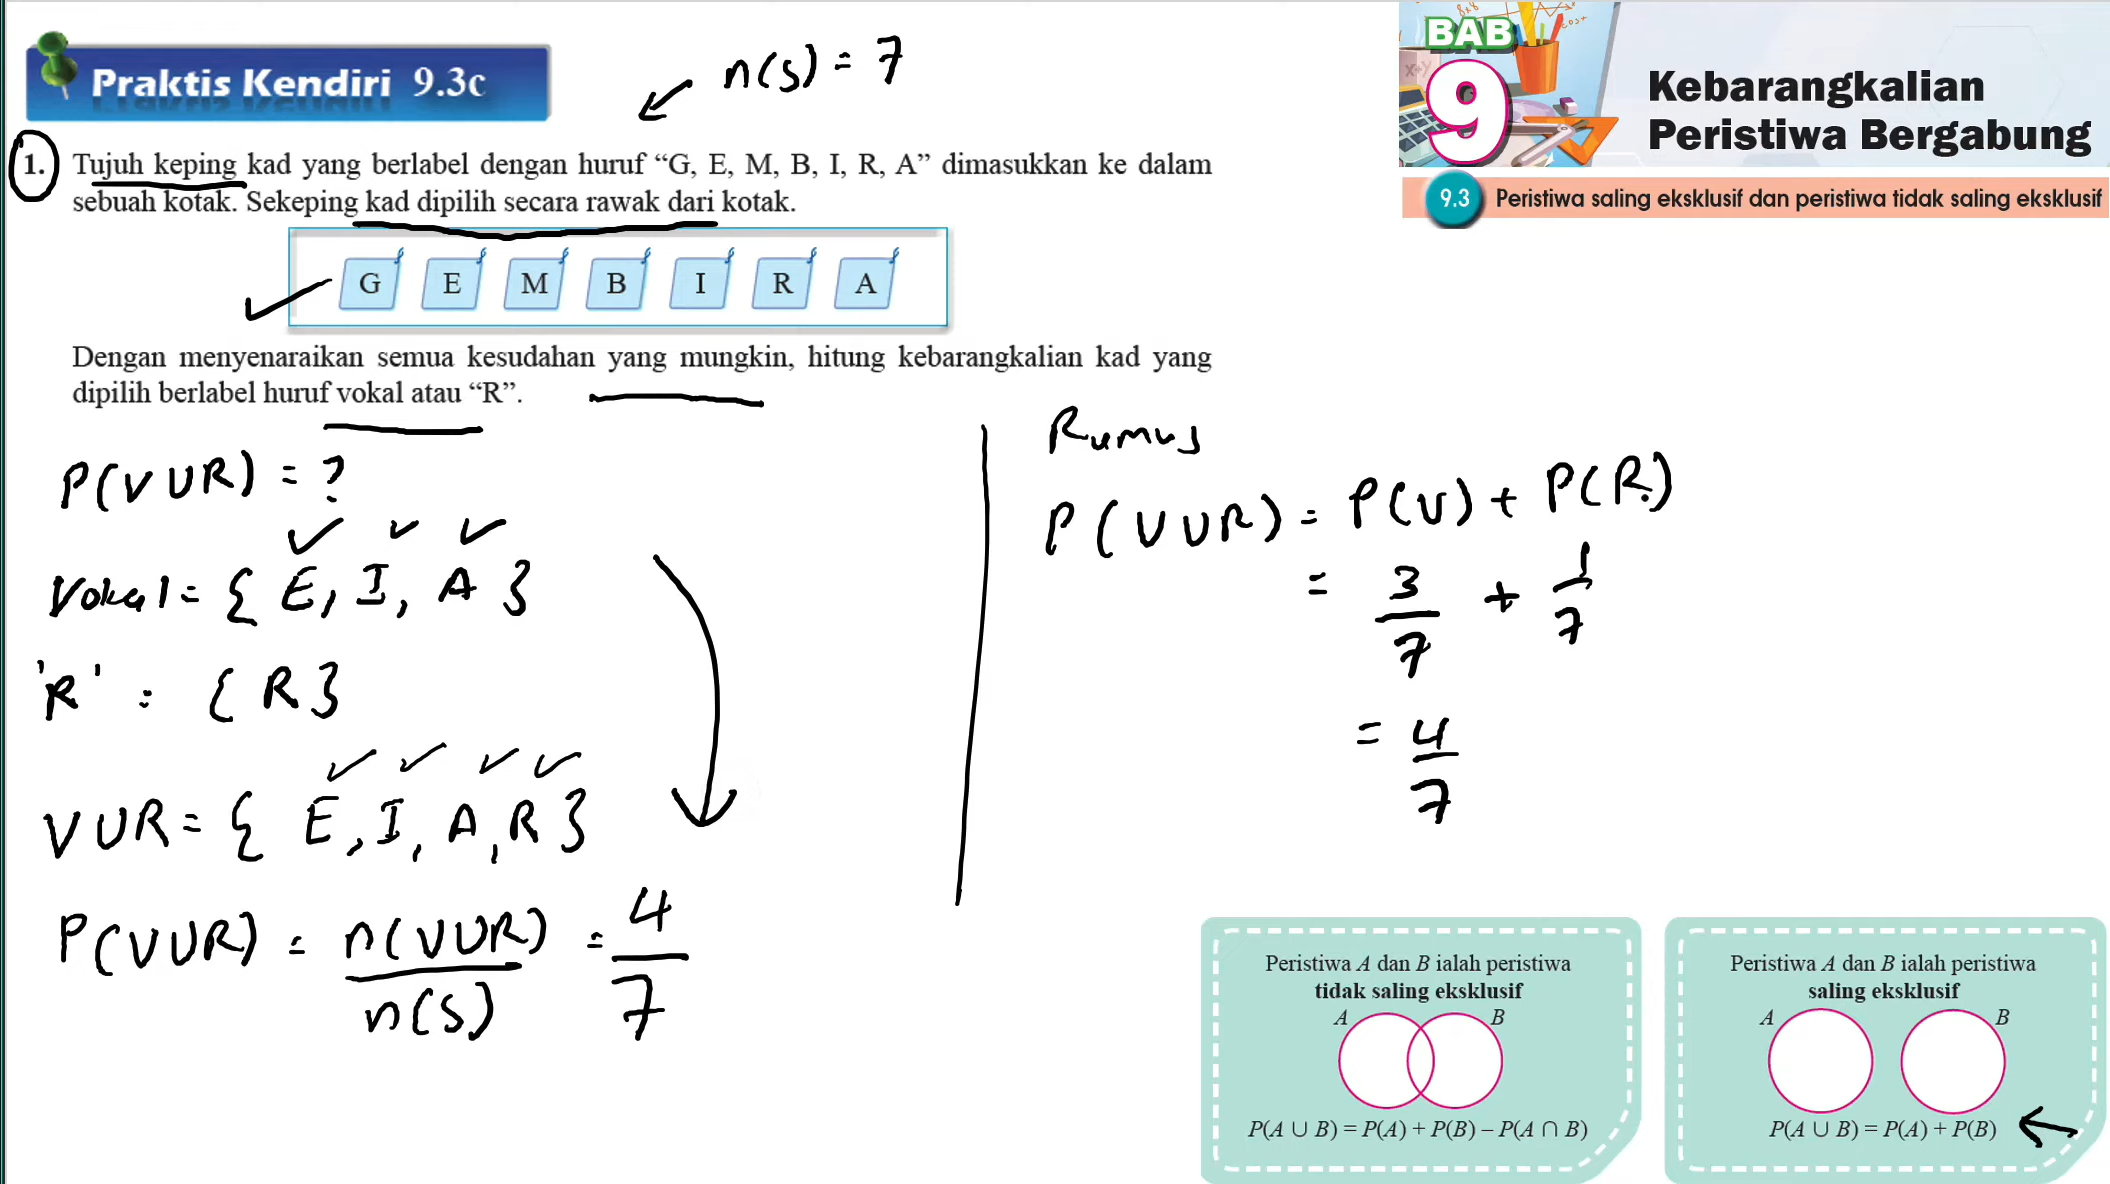 Praktis Kendiri 9.3c
n(S) = 7
BAB
9
Kebarangkalian
Peristiwa Bergabung
9.3 Peristiwa saling eksklusif dan peristiwa tidak saling eksklusif
1. Tujuh keping kad yang berlabel dengan huruf “G, E, M, B, I, R, A” dimasukkan ke dalam
sebuah kotak. Sekeping kad dipilih secara rawak dari kotak.
G E M B I R A
Dengan menyenaraikan semua kesudahan yang mungkin, hitung kebarangkalian kad yang
dipilih berlabel huruf vokal atau “R”.
P(V∪R) = ?
Vokal = { E, I, A }
'R' = { R }
V∪R = { E, I, A, R }
P(V∪R) = n(V∪R) / n(S) = 4/7
Rumus
P(V∪R) = P(V) + P(R)
= 3/7 + 1/7
= 4/7
Peristiwa A dan B ialah peristiwa
tidak saling eksklusif
A B
P(A ∪ B) = P(A) + P(B) – P(A ∩ B)
Peristiwa A dan B ialah peristiwa
saling eksklusif
A B
P(A ∪ B) = P(A) + P(B)